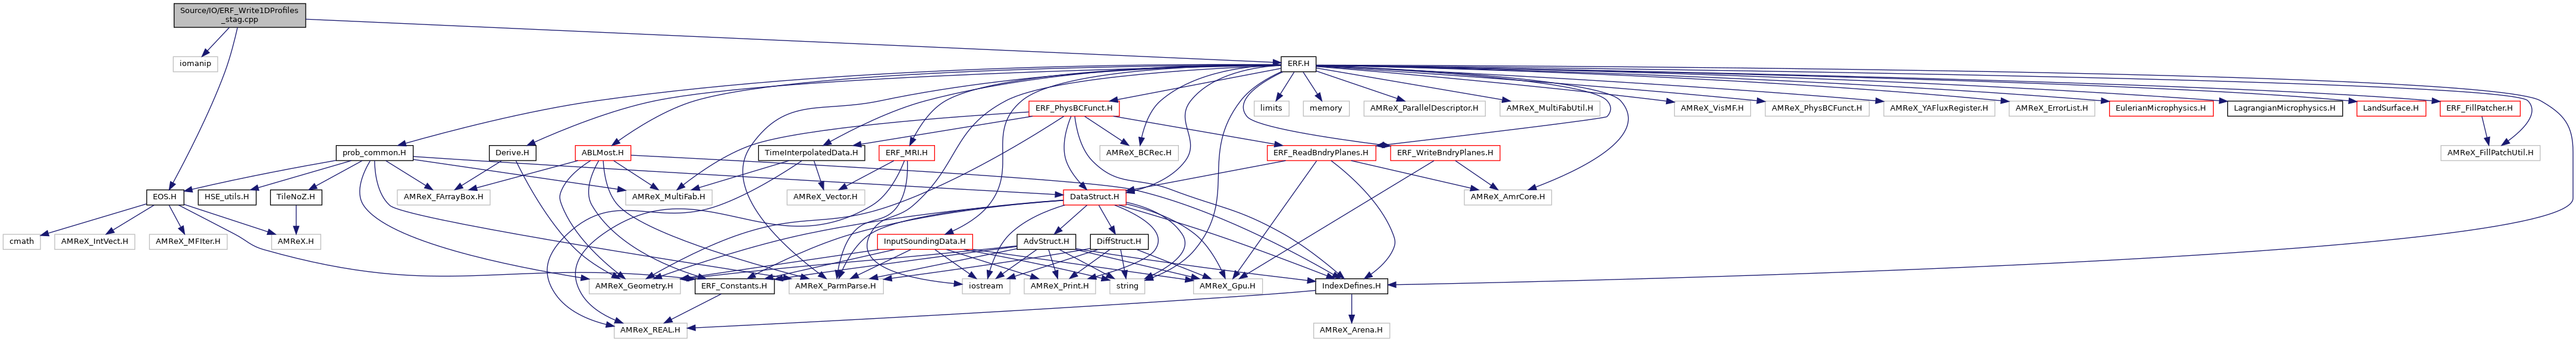 Source/IO/ERF_Write1DProfiles
_stag.cpp
iomanip
ERF.H
ERF_PhysBCFunct.H
limits
memory
AMReX_ParallelDescriptor.H
AMReX_MultiFabUtil.H
AMReX_VisMF.H
AMReX_PhysBCFunct.H
AMReX_YAFluxRegister.H
AMReX_ErrorList.H
EulerianMicrophysics.H
LagrangianMicrophysics.H
LandSurface.H
ERF_FillPatcher.H
prob_common.H
Derive.H
ABLMost.H
TimeInterpolatedData.H
ERF_MRI.H
AMReX_BCRec.H
ERF_ReadBndryPlanes.H
ERF_WriteBndryPlanes.H
AMReX_FillPatchUtil.H
EOS.H
HSE_utils.H
TileNoZ.H
AMReX_FArrayBox.H
AMReX_MultiFab.H
AMReX_Vector.H
DataStruct.H
AMReX_AmrCore.H
cmath
AMReX_IntVect.H
AMReX_MFIter.H
AMReX.H
InputSoundingData.H
AdvStruct.H
DiffStruct.H
AMReX_Geometry.H
ERF_Constants.H
AMReX_ParmParse.H
iostream
AMReX_Print.H
string
AMReX_Gpu.H
IndexDefines.H
AMReX_REAL.H
AMReX_Arena.H